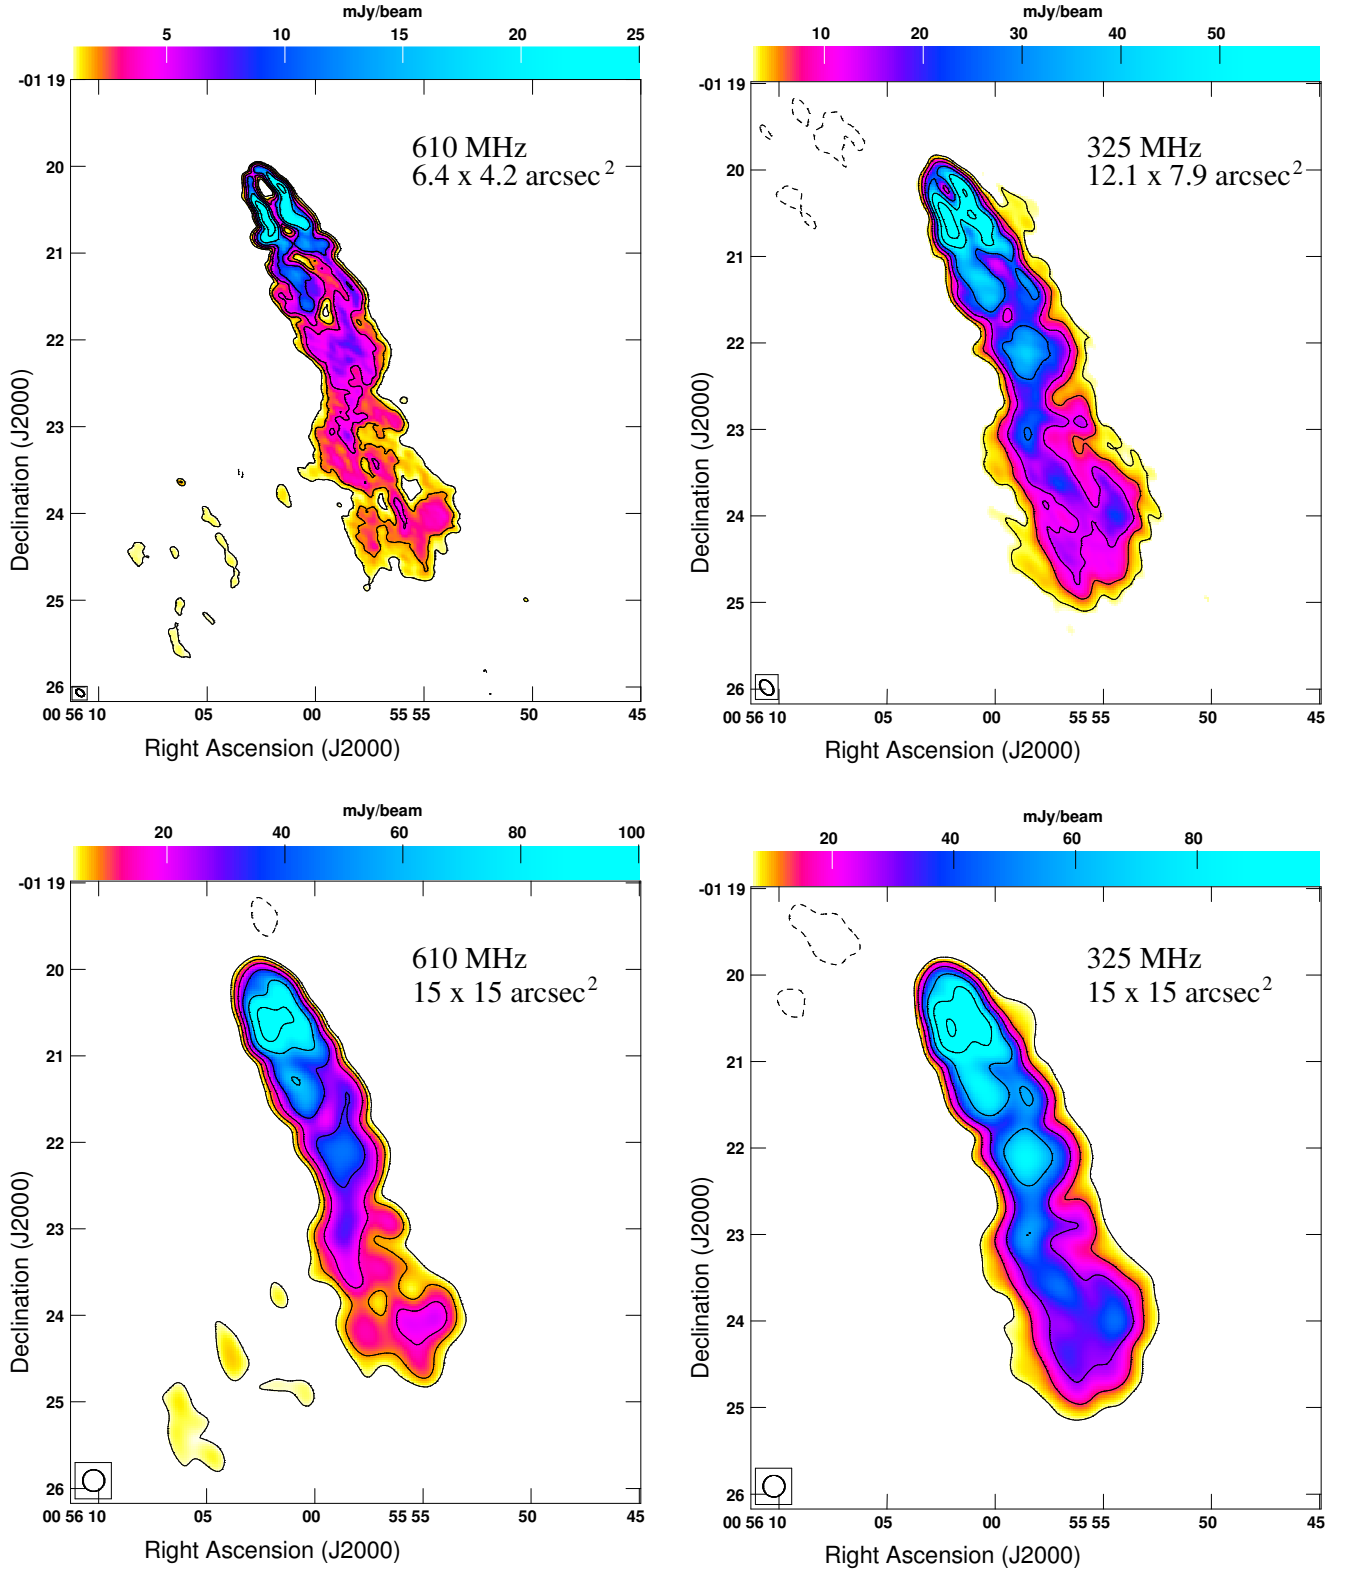 mJy/beam
5 10 15 20 25
-01 19
20
21
22
23
24
25
26
610 MHz
6.4 x 4.2 arcsec2
Declination (J2000)
00 56 10 05 00 55 55 50 45
Right Ascension (J2000)
mJy/beam
10 20 30 40 50
-01 19
20
21
22
23
24
25
26
325 MHz
12.1 x 7.9 arcsec2
Declination (J2000)
00 56 10 05 00 55 55 50 45
Right Ascension (J2000)
mJy/beam
20 40 60 80 100
-01 19
20
21
22
23
24
25
26
610 MHz
15 x 15 arcsec2
Declination (J2000)
00 56 10 05 00 55 55 50 45
Right Ascension (J2000)
mJy/beam
20 40 60 80
-01 19
20
21
22
23
24
25
26
325 MHz
15 x 15 arcsec2
Declination (J2000)
00 56 10 05 00 55 55 50 45
Right Ascension (J2000)